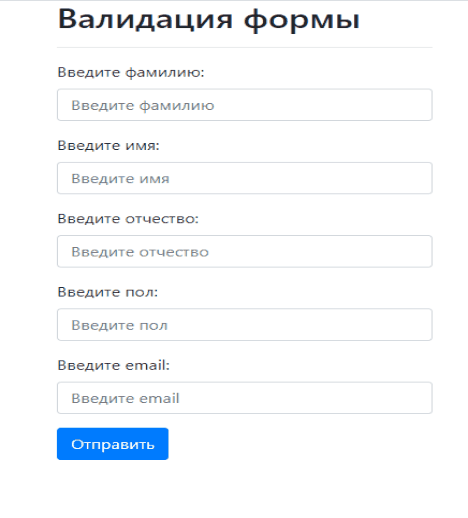 Валидация формы
Введите фамилию:
Введите фамилию
Введите имя:
Введите имя
Введите отчество:
Введите отчество
Введите пол:
Введите пол
Введите email:
Введите email
Отправить